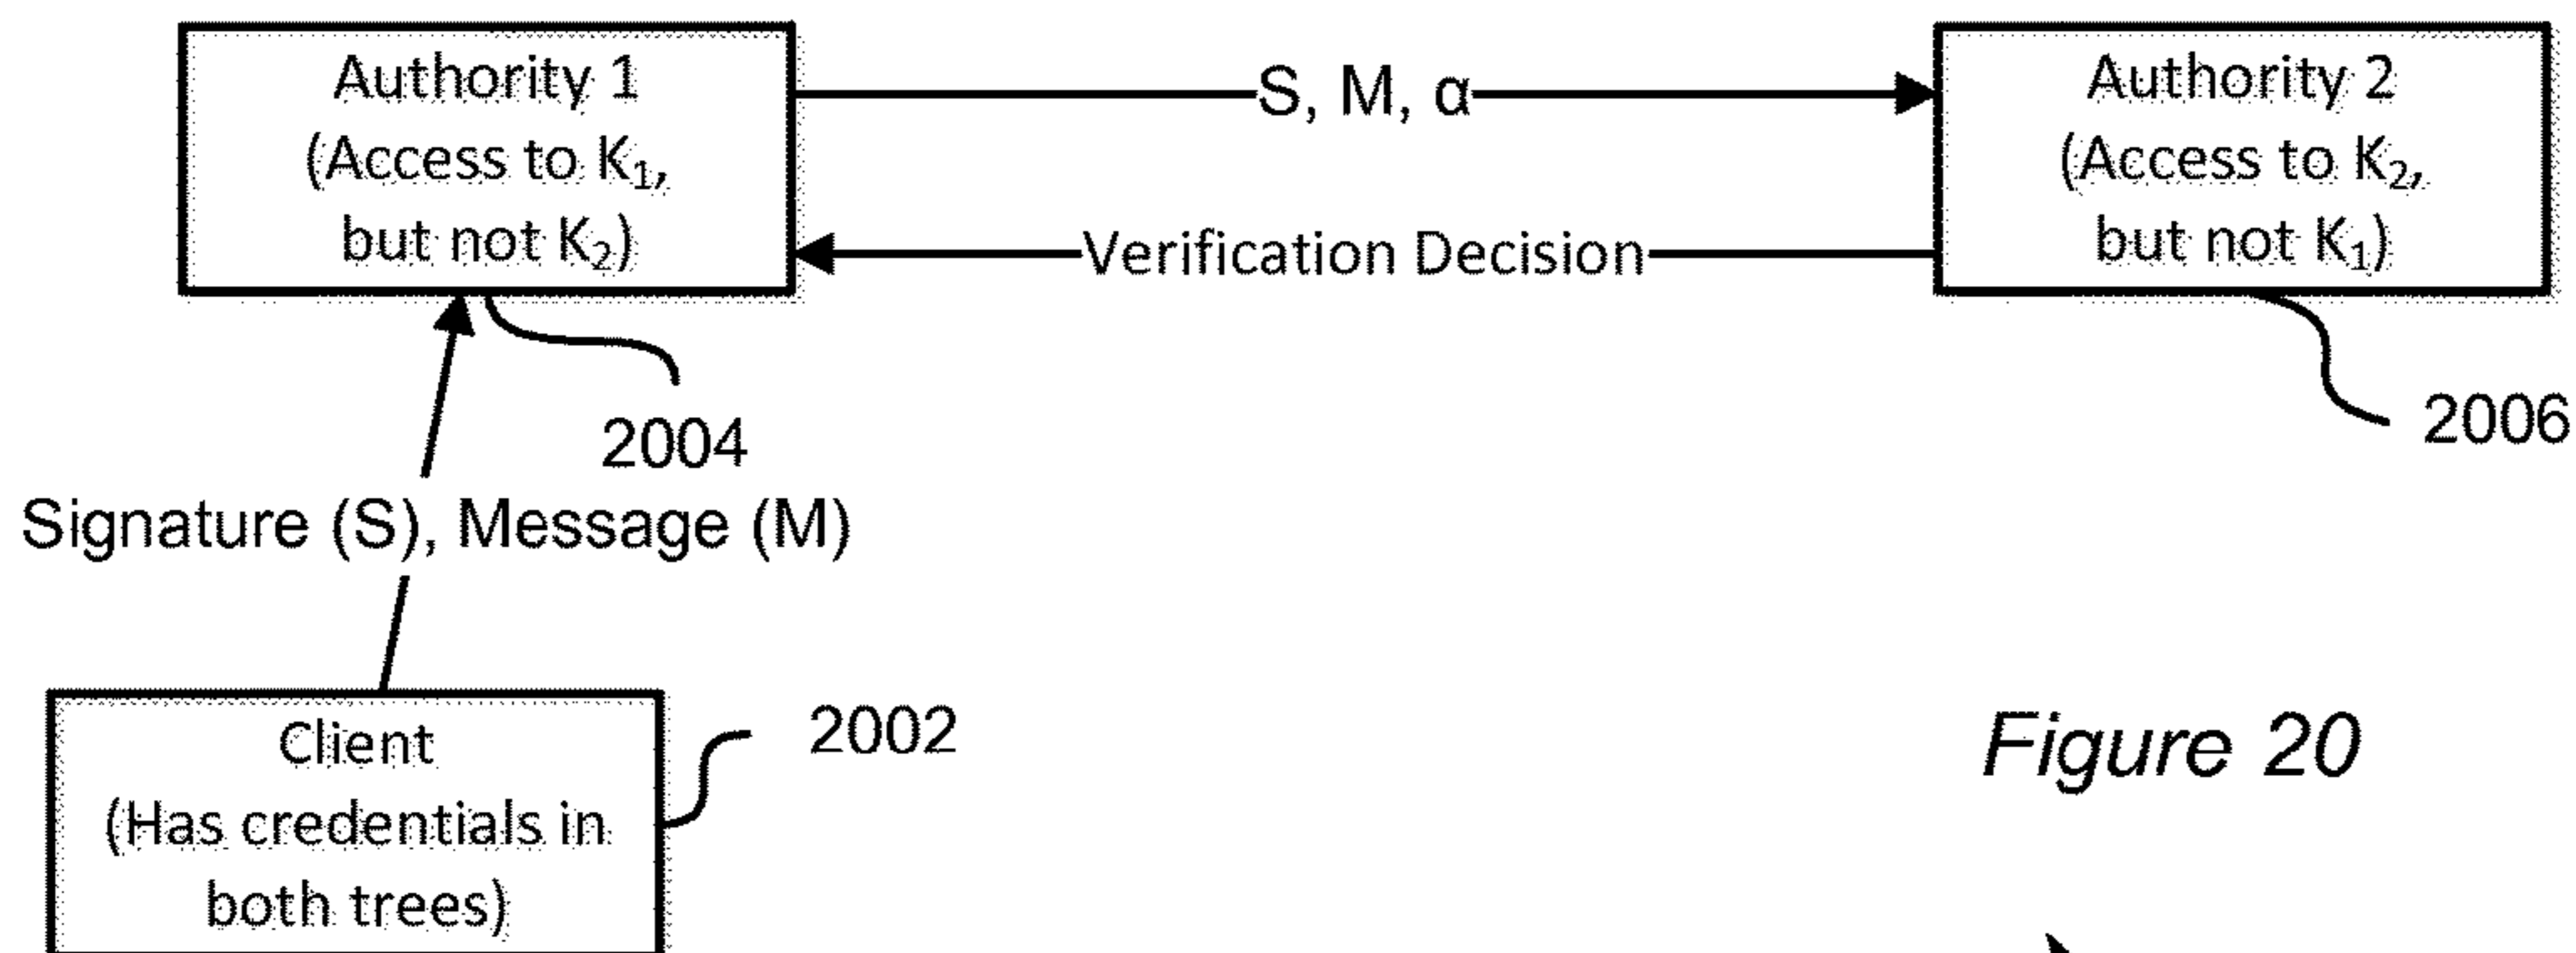 Authority 1
(Access to K₁,
but not K₂)
S, M, α
Verification Decision
Authority 2
(Access to K₂,
but not K₁)
2004
2006
Signature (S), Message (M)
Client
(Has credentials in
both trees)
2002
Figure 20